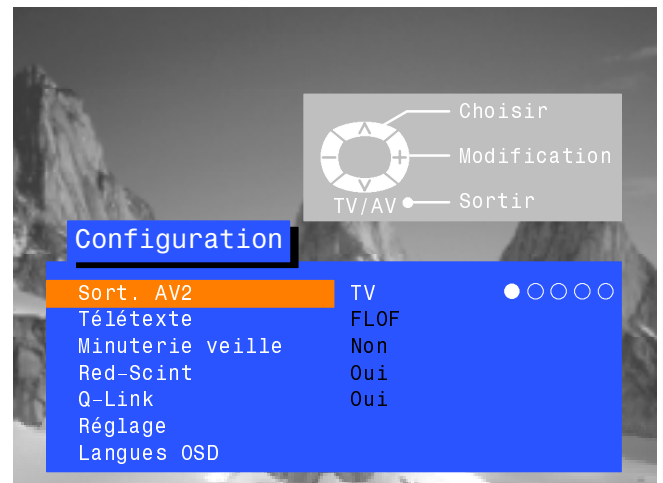 Choisir
Modification
TV/AV Sortir
Configuration
Sort. AV2 TV
Télétexte FLOF
Minuterie veille Non
Red-Scint Oui
Q-Link Oui
Réglage
Langues OSD